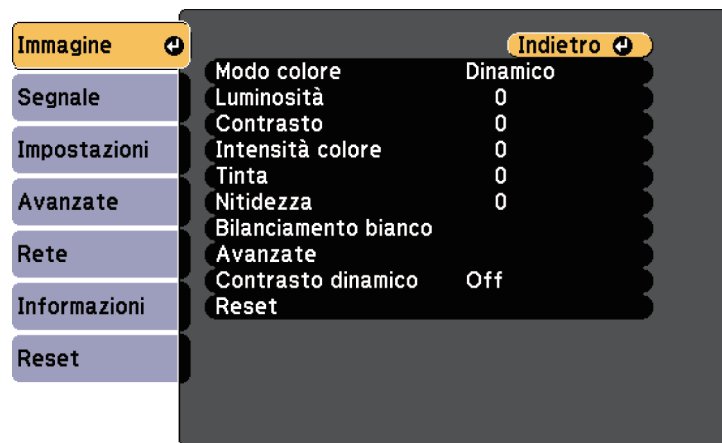 Immagine
Segnale
Impostazioni
Avanzate
Rete
Informazioni
Reset
Indietro
Modo colore Dinamico
Luminosità 0
Contrasto 0
Intensità colore 0
Tinta 0
Nitidezza 0
Bilanciamento bianco
Avanzate
Contrasto dinamico Off
Reset